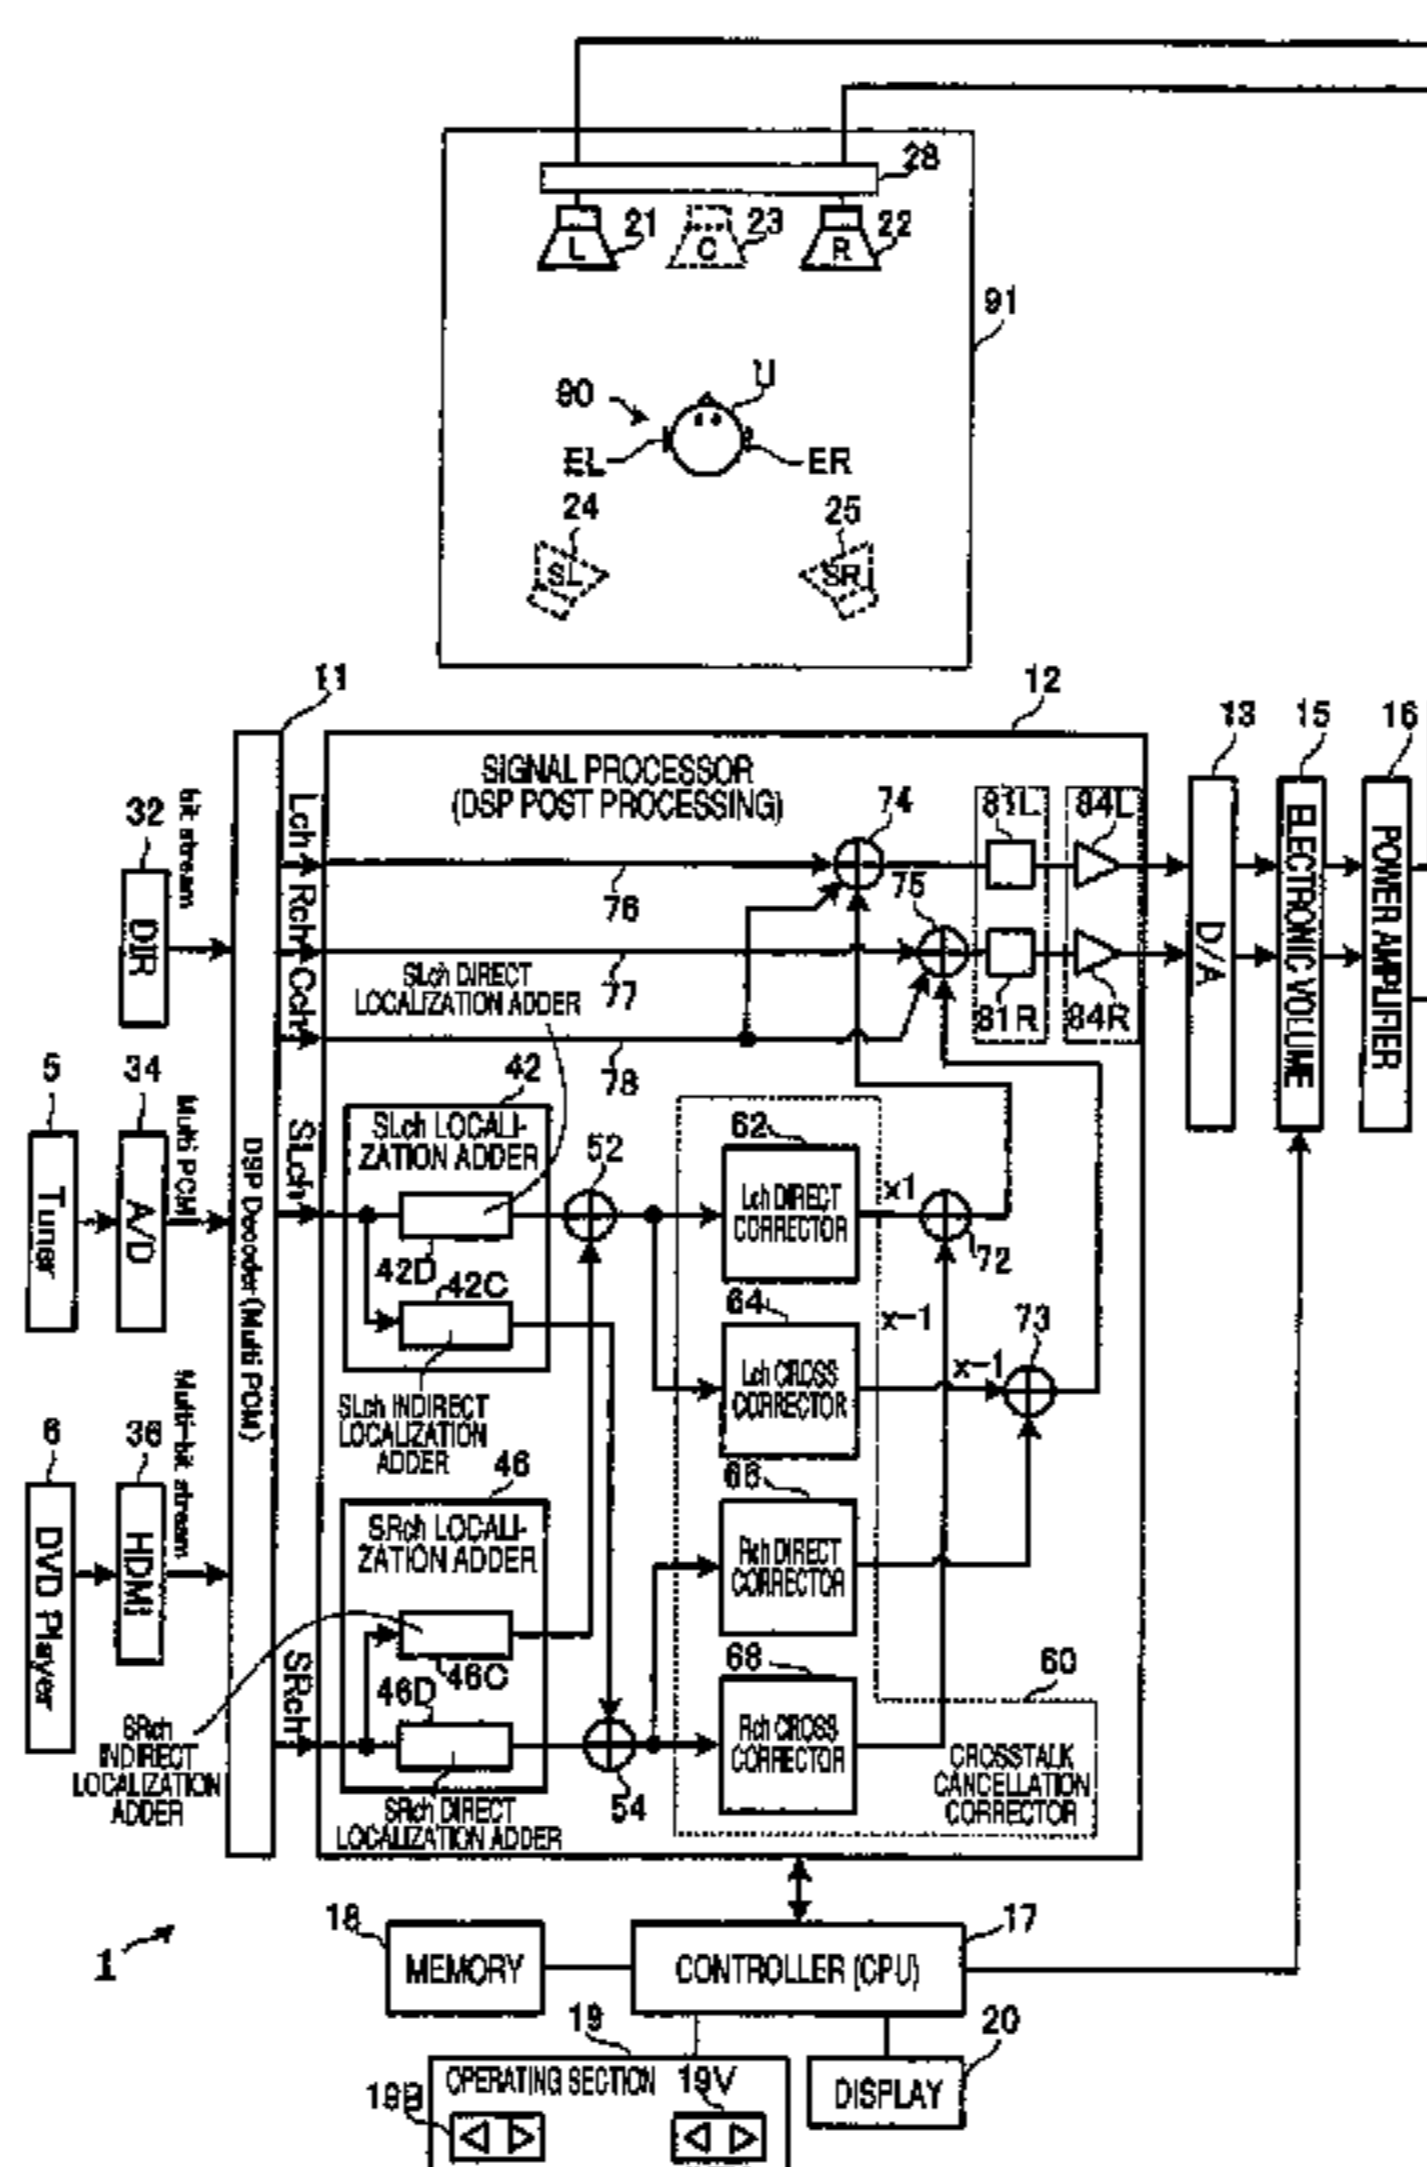 28
21
23
22
L
C
R
91
U
90
EL
ER
24
25
SL
SR
11
12
13
15
16
SIGNAL PROCESSOR
(DSP POST PROCESSING)
74
81L
84L
32
bit stream
Lch
76
75
DIR
Rch
SLch DIRECT
LOCALIZATION ADDER
77
Cch
81R
84R
D/A
ELECTRONIC VOLUME
POWER AMPLIFIER
78
5
34
Multi PCM
42
SLch LOCALI-
ZATION ADDER
52
62
Tuner
A/D
DSP Decoder (Multi PCM)
SLch
Lch DIRECT
CORRECTOR
x1
72
42D
42C
64
x-1
73
Lch CROSS
CORRECTOR
x-1
SLch INDIRECT
LOCALIZATION
ADDER
6
36
Multi-bit stream
46
66
DVD Player
HDMI
SRch LOCALI-
ZATION ADDER
Rch DIRECT
CORRECTOR
46C
46D
68
60
SRch
SRch
INDIRECT
LOCALIZATION
ADDER
Rch CROSS
CORRECTOR
CROSSTALK
CANCELLATION
CORRECTOR
54
SRch DIRECT
LOCALIZATION ADDER
1
18
17
MEMORY
CONTROLLER (CPU)
19
20
OPERATING SECTION
19V
19B
DISPLAY